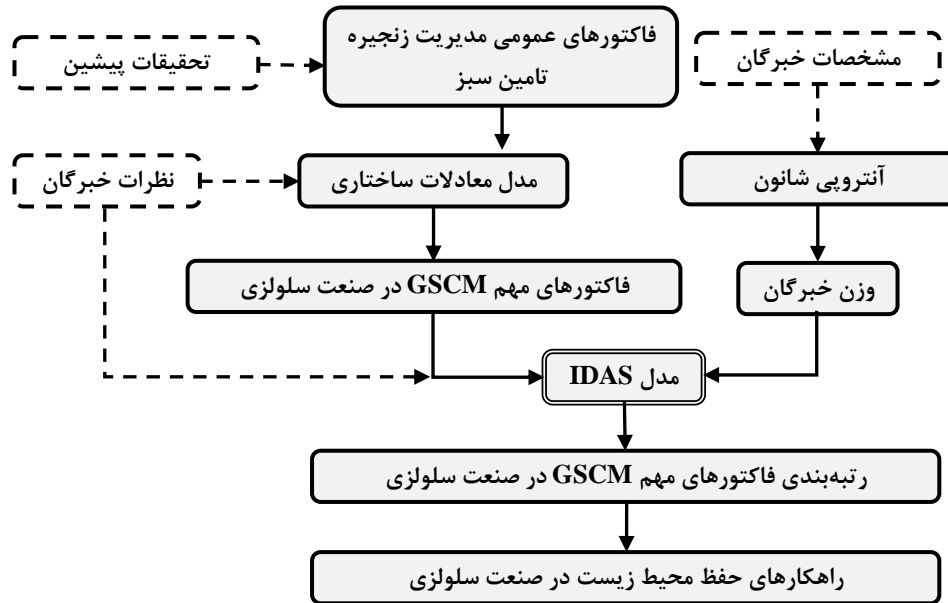 فاکتورهای عمومی مدیریت زنجیره
تامین سبز
تحقیقات پیشین
مشخصات خبرگان
نظرات خبرگان
مدل معادلات ساختاری
آنتروپی شانون
فاکتورهای مهم GSCM در صنعت سلولزی
وزن خبرگان
مدل IDAS
رتبه‌بندی فاکتورهای مهم GSCM در صنعت سلولزی
راهکارهای حفظ محیط زیست در صنعت سلولزی